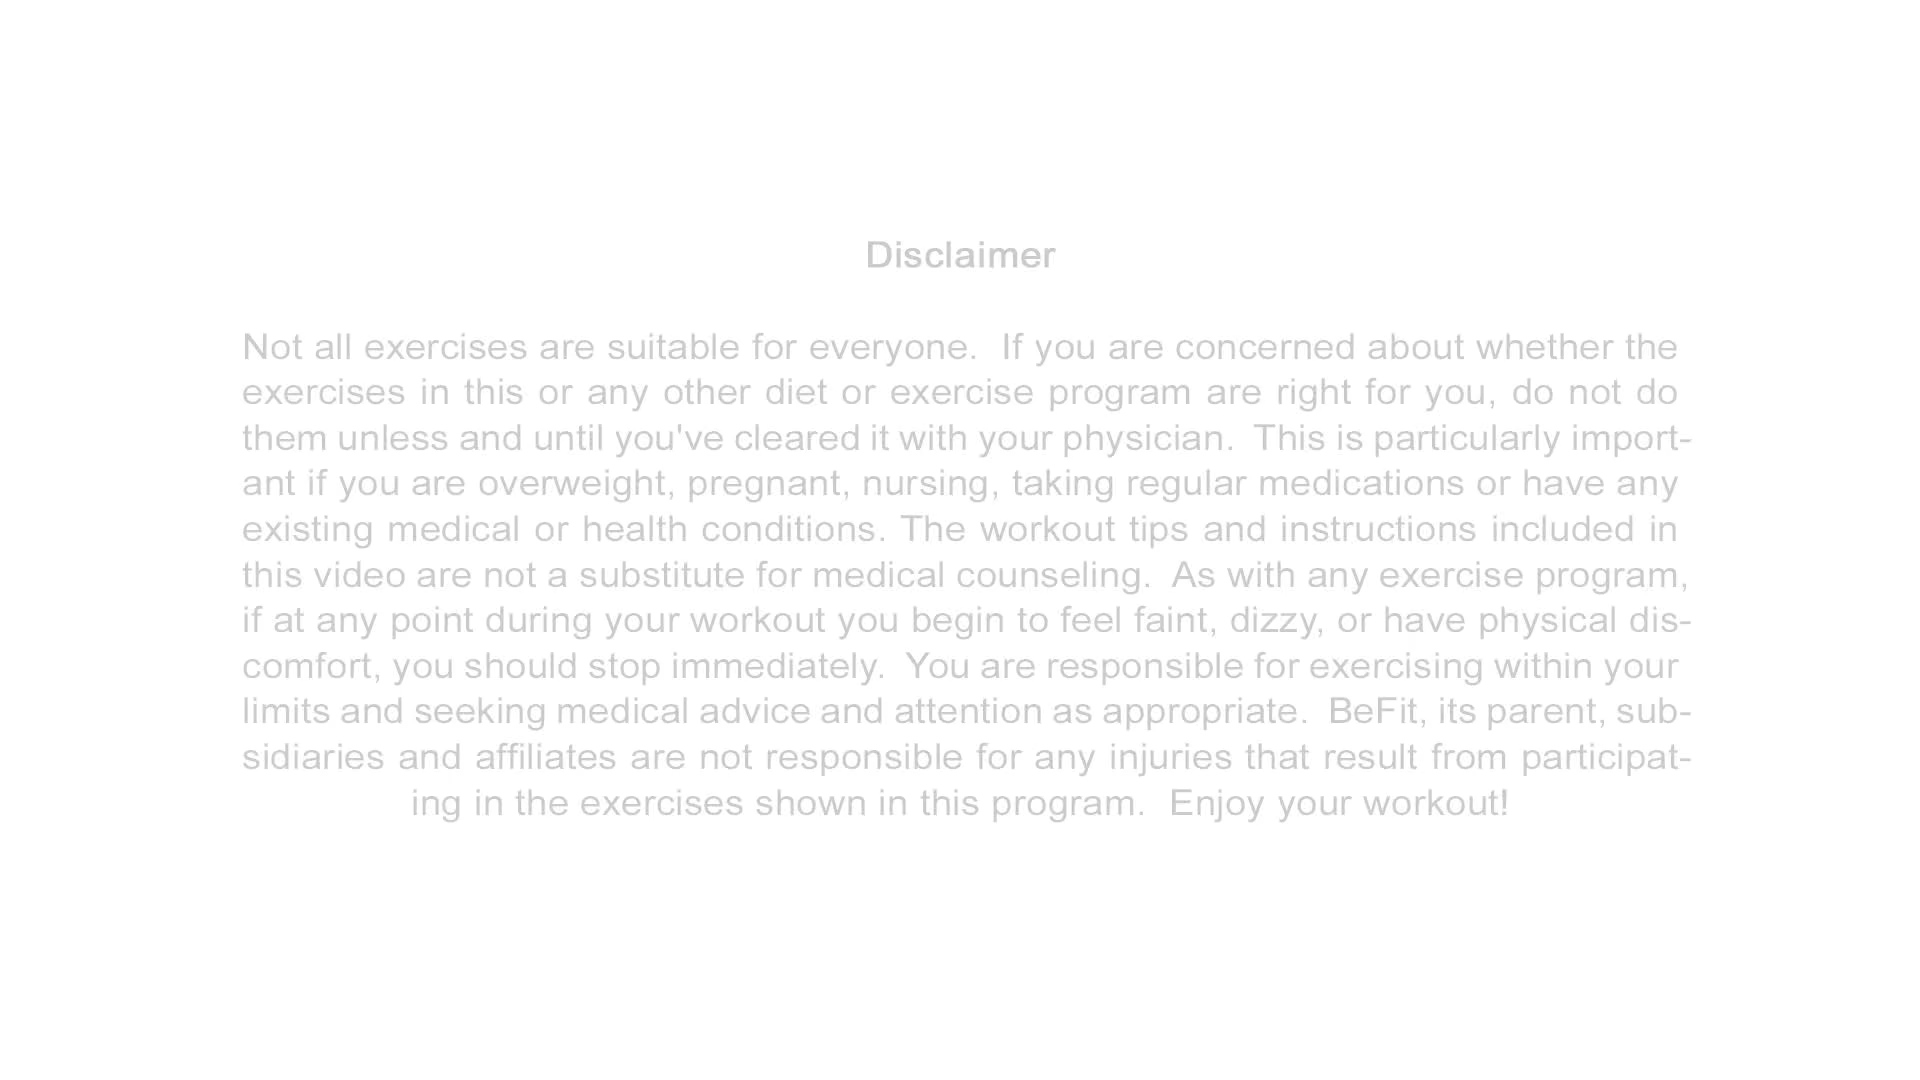 Disclaimer
Not all exercises are suitable for everyone.  If you are concerned about whether the
exercises in this or any other diet or exercise program are right for you, do not do
them unless and until you've cleared it with your physician.  This is particularly import-
ant if you are overweight, pregnant, nursing, taking regular medications or have any
existing medical or health conditions. The workout tips and instructions included in
this video are not a substitute for medical counseling.  As with any exercise program,
if at any point during your workout you begin to feel faint, dizzy, or have physical dis-
comfort, you should stop immediately.  You are responsible for exercising within your
limits and seeking medical advice and attention as appropriate.  BeFit, its parent, sub-
sidiaries and affiliates are not responsible for any injuries that result from participat-
ing in the exercises shown in this program.  Enjoy your workout!